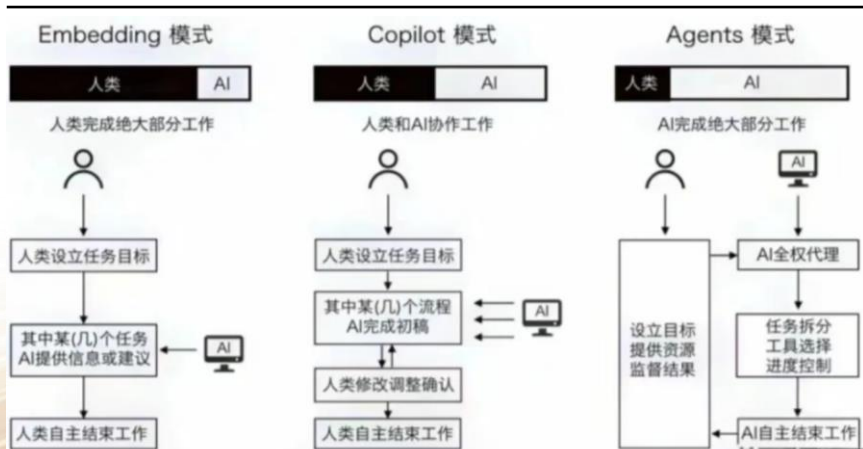 Embedding 模式
人类
AI
人类完成绝大部分工作
人类设立任务目标
其中某(几)个任务
AI提供信息或建议
AI
人类自主结束工作
Copilot 模式
人类
AI
人类和AI协作工作
人类设立任务目标
其中某(几)个流程
AI完成初稿
AI
人类修改调整确认
人类自主结束工作
Agents 模式
人类
AI
AI完成绝大部分工作
AI
设立目标
提供资源
监督结果
AI全权代理
任务拆分
工具选择
进度控制
AI自主结束工作